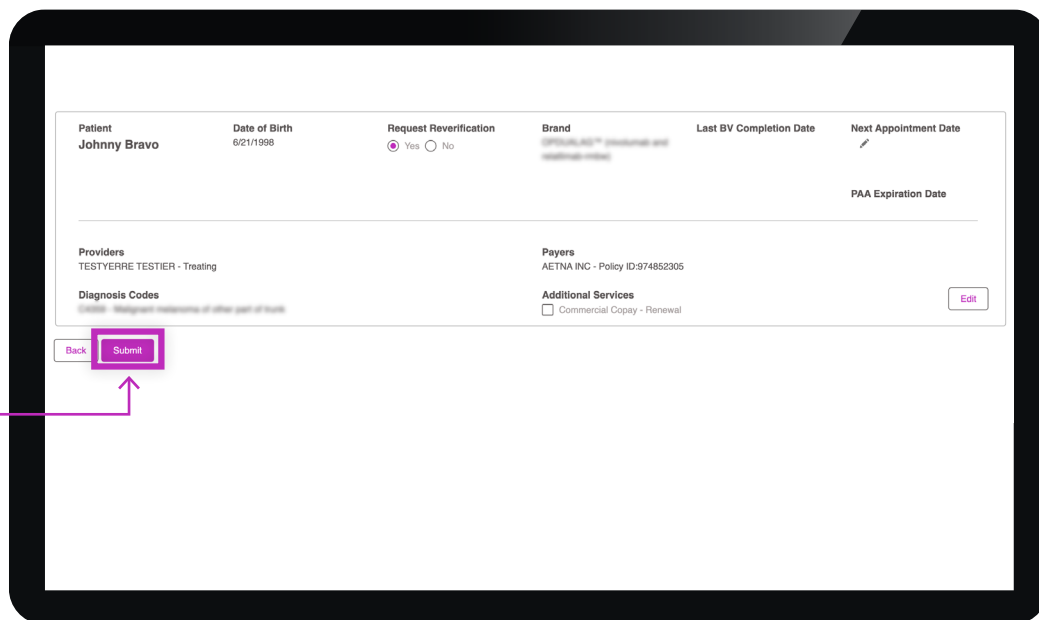 Patient
Johnny Bravo
Date of Birth
6/21/1998
Request Reverification
Yes No
Brand
Last BV Completion Date
Next Appointment Date
PAA Expiration Date
Providers
TESTYERRE TESTIER - Treating
Payers
AETNA INC - Policy ID:974852305
Diagnosis Codes
Additional Services
Commercial Copay - Renewal
Edit
Back
Submit